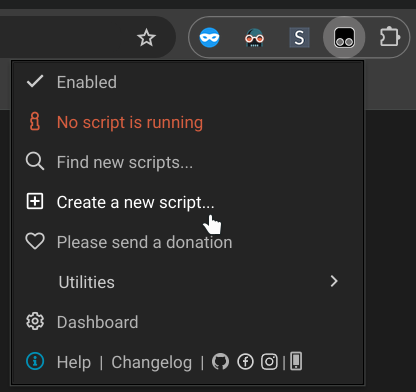 S
Enabled
No script is running
Find new scripts...
Create a new script...
Please send a donation
Utilities
Dashboard
Help | Changelog | |